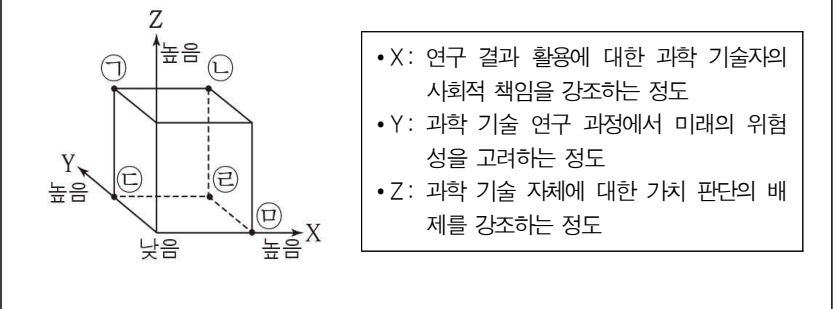 Z
높음
㉠
㉡
Y
높음
㉢
㉣
㉤
X
낮음
높음
• X: 연구 결과 활용에 대한 과학 기술자의
사회적 책임을 강조하는 정도
• Y: 과학 기술 연구 과정에서 미래의 위험
성을 고려하는 정도
• Z: 과학 기술 자체에 대한 가치 판단의 배
제를 강조하는 정도